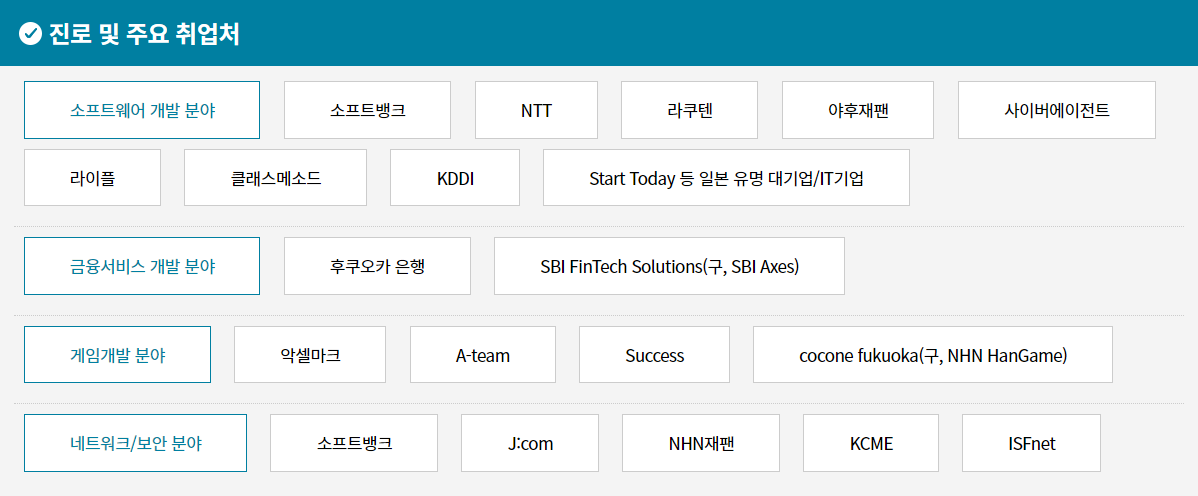 진로 및 주요 취업처
소프트웨어 개발 분야 소프트뱅크 NTT 라쿠텐 야후재팬 사이버에이전트
라이플 클래스메소드 KDDI Start Today 등 일본 유명 대기업/IT기업
금융서비스 개발 분야 후쿠오카 은행 SBI FinTech Solutions(구, SBI Axes)
게임개발 분야 악셀마크 A-team Success cocone fukuoka(구, NHN HanGame)
네트워크/보안 분야 소프트뱅크 J:com NHN재팬 KCME ISFnet